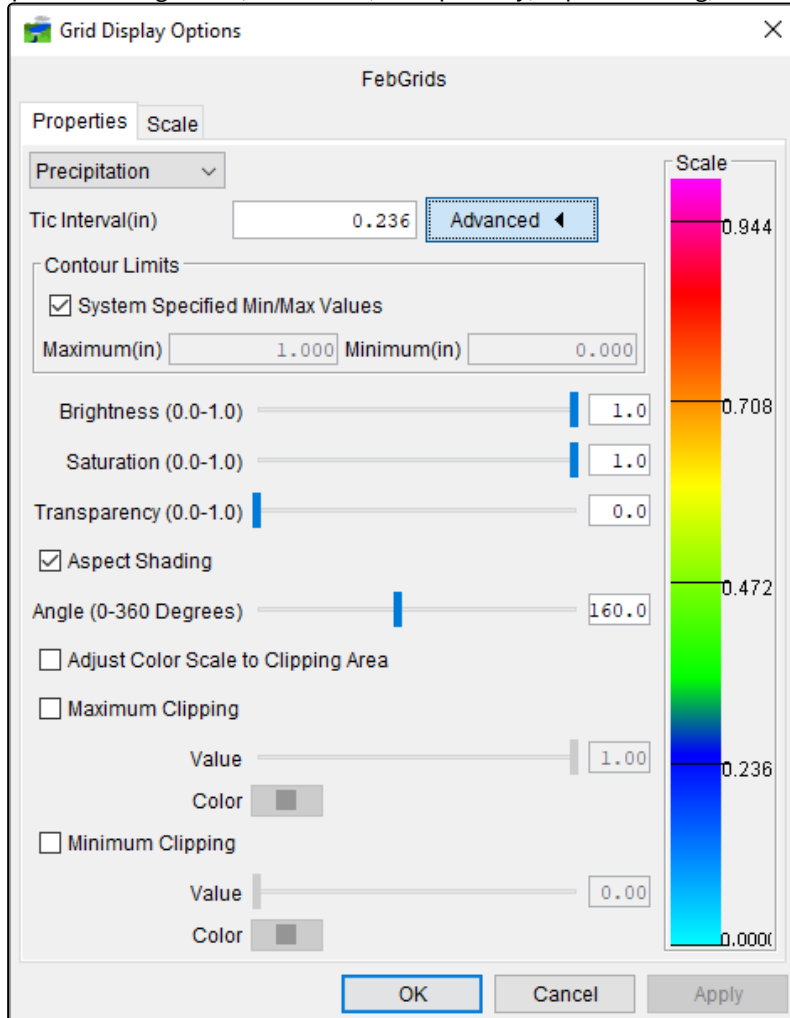 Grid Display Options
FebGrids
Properties Scale
Precipitation
Scale
Tic Interval(in) 0.236 Advanced
Contour Limits
System Specified Min/Max Values
Maximum(in) 1.000 Minimum(in) 0.000
Brightness (0.0-1.0) 1.0
Saturation (0.0-1.0) 1.0
Transparency (0.0-1.0) 0.0
Aspect Shading
Angle (0-360 Degrees) 160.0
Adjust Color Scale to Clipping Area
Maximum Clipping
Value 1.00
Color
Minimum Clipping
Value 0.00
Color
0.944
0.708
0.472
0.236
0.000
OK Cancel Apply